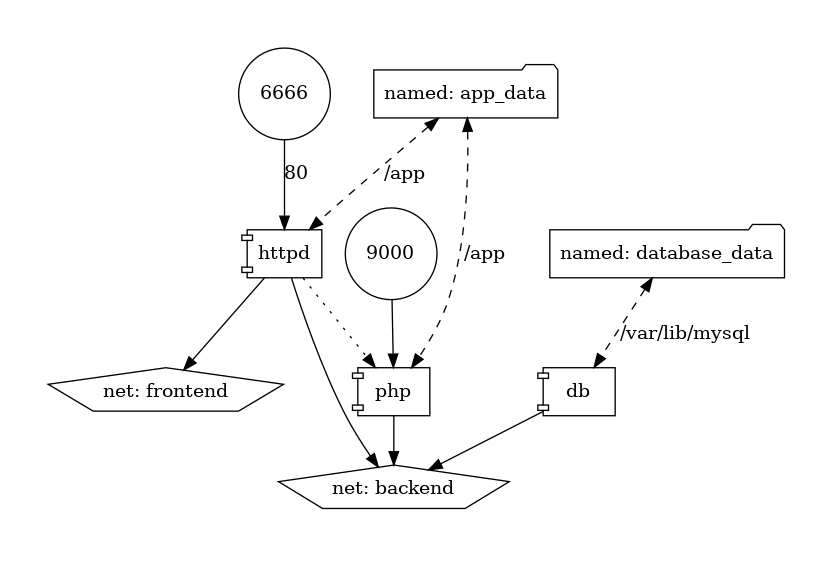 6666
named: app_data
80
/app
httpd
9000
/app
named: database_data
/var/lib/mysql
net: frontend
php
db
net: backend